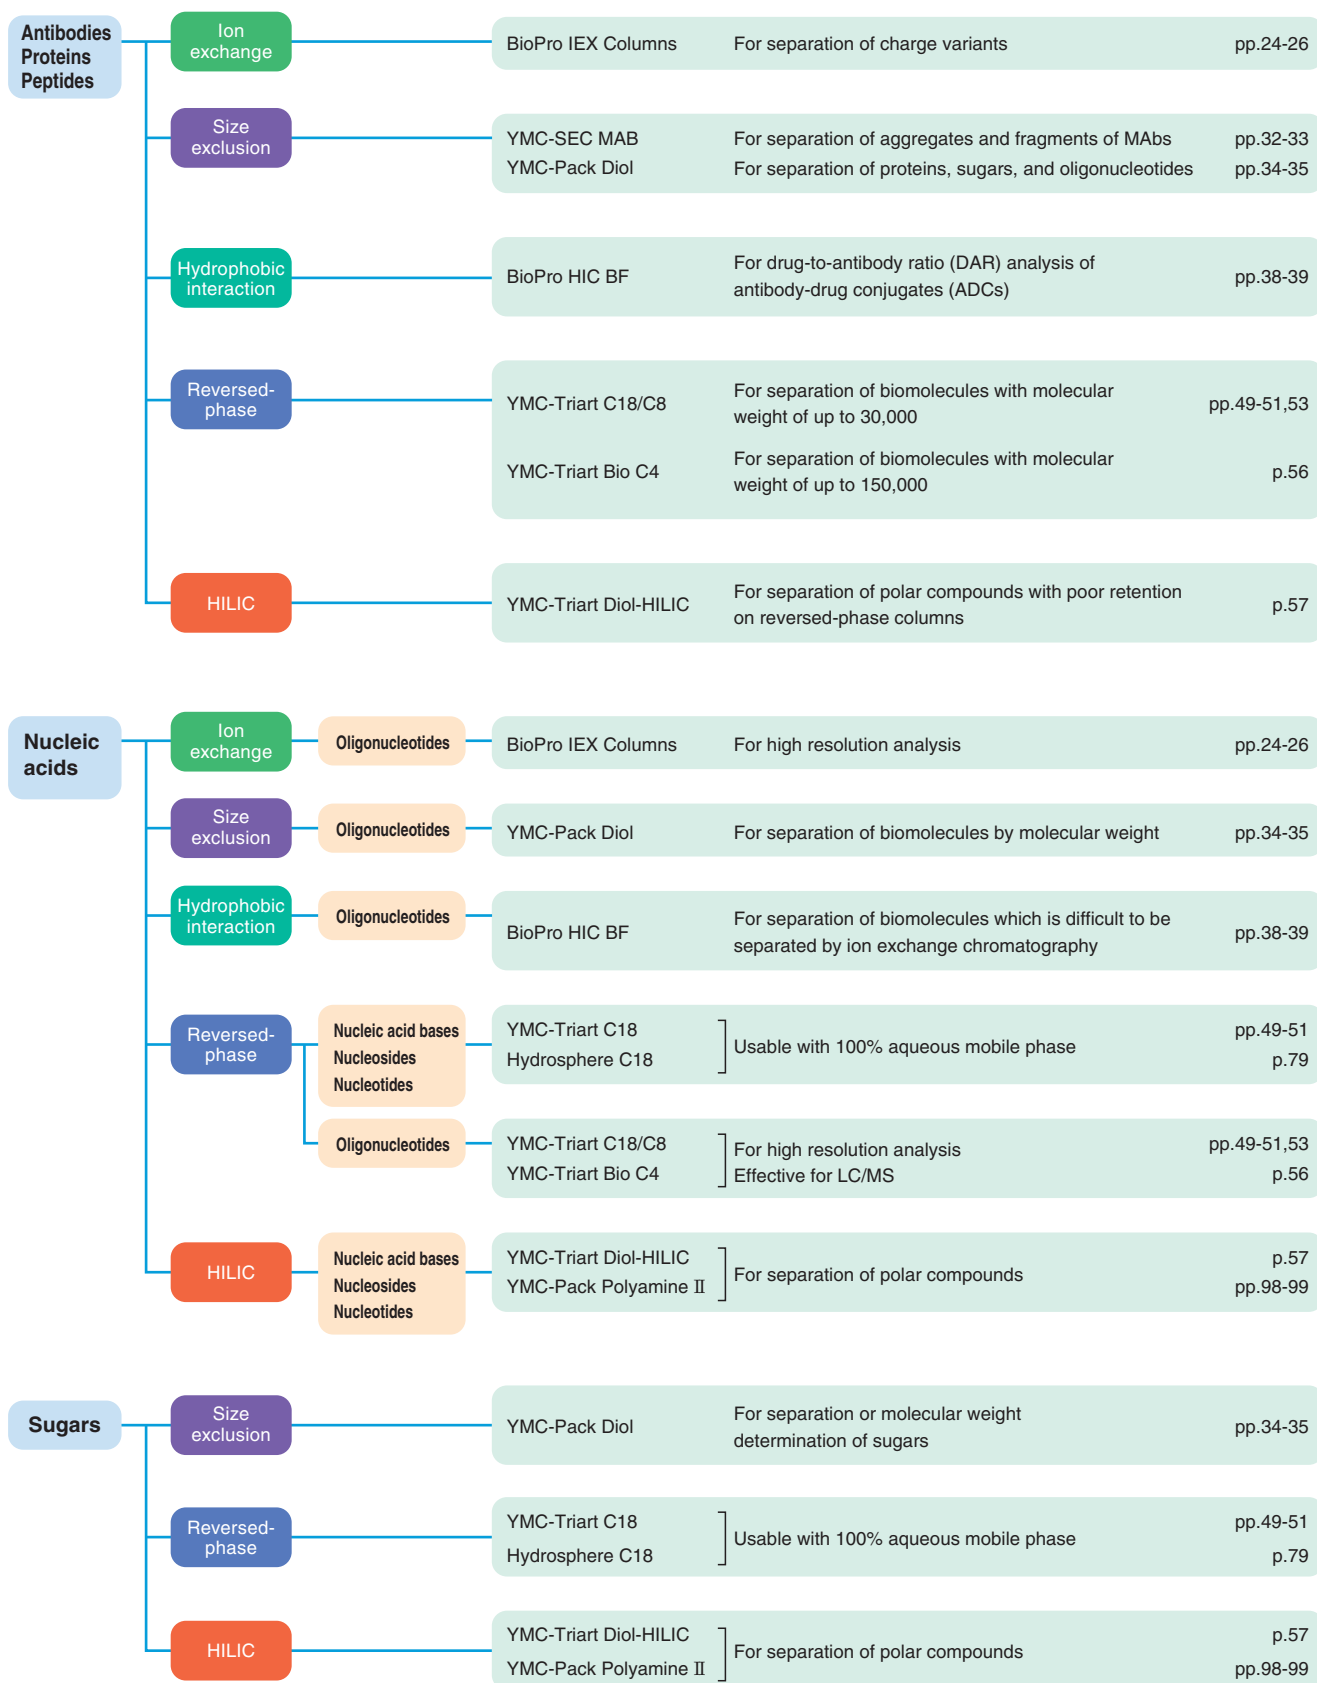 Antibodies
Proteins
Peptides
Ion
exchange
BioPro IEX Columns For separation of charge variants pp.24-26
Size
exclusion
YMC-SEC MAB For separation of aggregates and fragments of MAbs pp.32-33
YMC-Pack Diol For separation of proteins, sugars, and oligonucleotides pp.34-35
Hydrophobic
interaction
BioPro HIC BF
For drug-to-antibody ratio (DAR) analysis of
antibody-drug conjugates (ADCs)
pp.38-39
Reversed-
phase
YMC-Triart C18/C8
For separation of biomolecules with molecular
weight of up to 30,000
pp.49-51,53
YMC-Triart Bio C4
For separation of biomolecules with molecular
weight of up to 150,000
p.56
HILIC
YMC-Triart Diol-HILIC
For separation of polar compounds with poor retention
on reversed-phase columns
p.57
Nucleic
acids
Ion
exchange
Oligonucleotides
BioPro IEX Columns For high resolution analysis pp.24-26
Size
exclusion
Oligonucleotides
YMC-Pack Diol For separation of biomolecules by molecular weight pp.34-35
Hydrophobic
interaction
Oligonucleotides
BioPro HIC BF
For separation of biomolecules which is difficult to be
separated by ion exchange chromatography
pp.38-39
Reversed-
phase
Nucleic acid bases
Nucleosides
Nucleotides
YMC-Triart C18
Hydrosphere C18
Usable with 100% aqueous mobile phase
pp.49-51
p.79
Oligonucleotides
YMC-Triart C18/C8
YMC-Triart Bio C4
For high resolution analysis
Effective for LC/MS
pp.49-51,53
p.56
HILIC
Nucleic acid bases
Nucleosides
Nucleotides
YMC-Triart Diol-HILIC
YMC-Pack Polyamine Ⅱ
For separation of polar compounds
p.57
pp.98-99
Sugars
Size
exclusion
YMC-Pack Diol
For separation or molecular weight
determination of sugars
pp.34-35
Reversed-
phase
YMC-Triart C18
Hydrosphere C18
Usable with 100% aqueous mobile phase
pp.49-51
p.79
HILIC
YMC-Triart Diol-HILIC
YMC-Pack Polyamine Ⅱ
For separation of polar compounds
p.57
pp.98-99